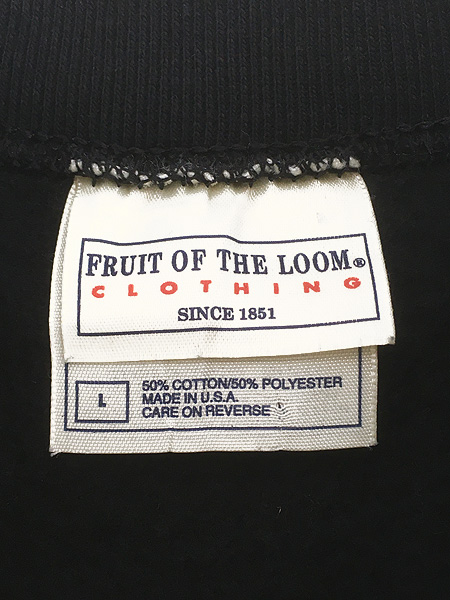 FRUIT OF THE LOOM®
CLOTHING
SINCE 1851
L
50% COTTON/50% POLYESTER
MADE IN U.S.A.
CARE ON REVERSE